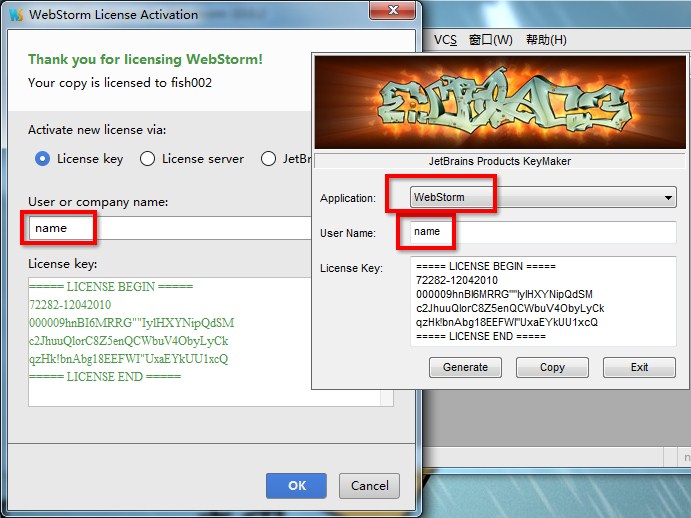 WebStorm License Activation
Thank you for licensing WebStorm!
Your copy is licensed to fish002
Activate new license via:
License key
License server
JetBr
User or company name:
name
License key:
===== LICENSE BEGIN =====
72282-12042010
000009hnBI6MRRG""IylHXYNipQdSM
c2JhuuQlorC8Z5enQCWbuV4ObyLyCk
qzHk!bnAbg18EEFWI"UxaEYkUU1xcQ
===== LICENSE END =====
OK
Cancel
VCS 窗口(W) 帮助(H)
EMBRACE
JetBrains Products KeyMaker
Application:
WebStorm
User Name:
name
License Key:
===== LICENSE BEGIN =====
72282-12042010
000009hnBI6MRRG""IylHXYNipQdSM
c2JhuuQlorC8Z5enQCWbuV4ObyLyCk
qzHk!bnAbg18EEFWI"UxaEYkUU1xcQ
===== LICENSE END =====
Generate
Copy
Exit